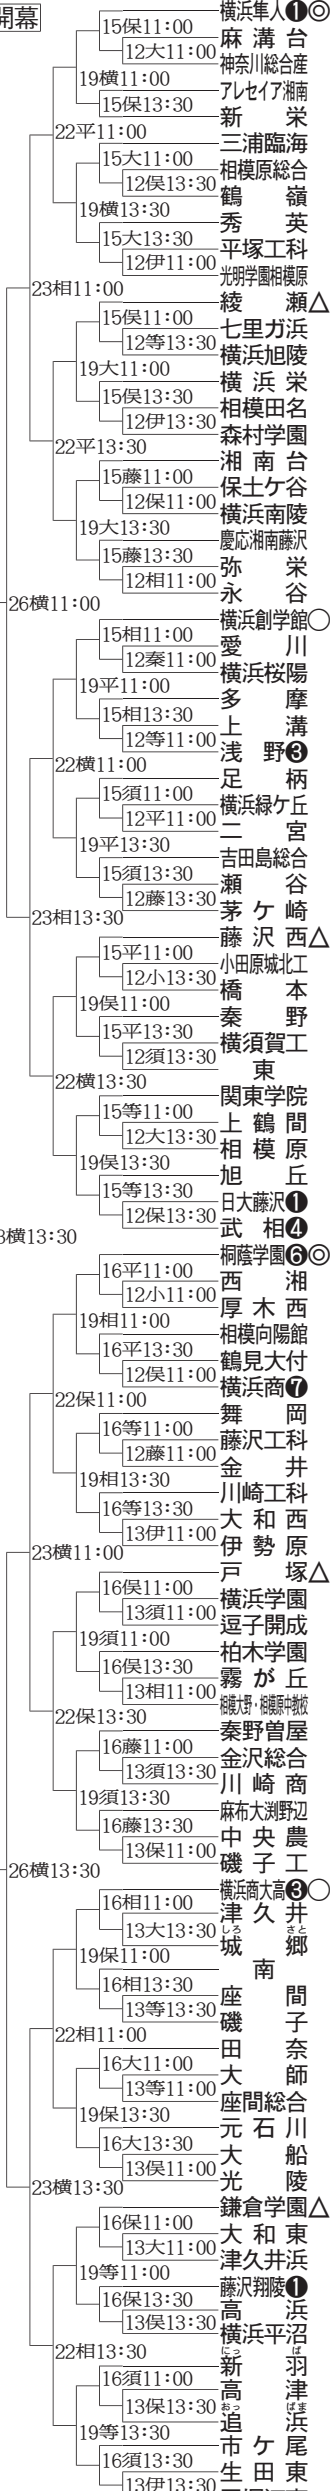 開幕
横浜隼人❶◎
15保11:00
麻溝台
12大11:00
神奈川総合産
19横11:00
アレセイア湘南
15保13:30
新栄
22平11:00
三浦臨海
15大11:00
相模原総合
12俣13:30
鶴嶺
19横13:30
秀英
15大13:30
平塚工科
12伊11:00
光明学園相模原
23相11:00
綾瀬△
15俣11:00
七里ガ浜
12等13:30
横浜旭陵
19大11:00
横浜栄
15俣13:30
相模田名
12伊13:30
森村学園
22平13:30
湘南台
15藤11:00
保土ケ谷
12保11:00
横浜南陵
19大13:30
慶応湘南藤沢
15藤13:30
弥栄
12相11:00
永谷
26横11:00
横浜創学館○
15相11:00
愛川
12秦11:00
横浜桜陽
19平11:00
多摩
15相13:30
上溝
12等11:00
浅野❸
22横11:00
足柄
15須11:00
横浜緑ケ丘
12平11:00
二宮
19平13:30
吉田島総合
15須13:30
瀬谷
12藤13:30
茅ケ崎
23相13:30
藤沢西△
15平11:00
小田原城北工
12小13:30
橋本
19俣11:00
秦野
15平13:30
横須賀工
12須13:30
東
22横13:30
関東学院
15等11:00
上鶴間
12大13:30
相模原
19俣13:30
旭丘
15等13:30
日大藤沢❶
12保13:30
武相❹
横13:30
桐蔭学園❻◎
16平11:00
西湘
12小11:00
厚木西
19相11:00
相模向陽館
16平13:30
鶴見大付
12俣11:00
横浜商❼
22保11:00
舞岡
16等11:00
藤沢工科
12藤11:00
金井
19相13:30
川崎工科
16等13:30
大和西
13伊11:00
伊勢原
23横11:00
戸塚△
16俣11:00
横浜学園
13須11:00
逗子開成
19須11:00
柏木学園
16俣13:30
霧が丘
13相11:00
相模大野・相模原中教校
22保13:30
秦野曽屋
16藤11:00
金沢総合
13須13:30
川崎商
19須13:30
麻布大渕野辺
16藤13:30
中央農
13保11:00
磯子工
26横13:30
横浜商大高❸○
16相11:00
津久井
13大13:30
しろさと
城郷
19保11:00
南
16相13:30
座間
13等13:30
磯子
22相11:00
田奈
16大11:00
大師
13等11:00
座間総合
19保13:30
元石川
16大13:30
大船
13俣11:00
光陵
23横13:30
鎌倉学園△
16保11:00
大和東
13大11:00
津久井浜
19等11:00
藤沢翔陵❶
16保13:30
高浜
13俣13:30
横浜平沼
22相13:30
にっぱ
新羽
16須11:00
高津
13保13:30
おっぱま
追浜
19等13:30
市ケ尾
16須13:30
生田東
13伊13:30